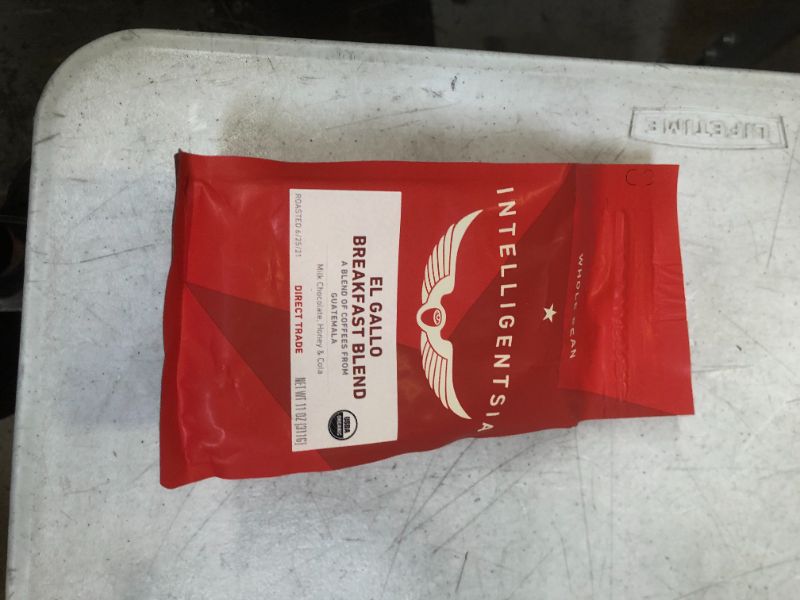 WHOLE BEAN
INTELLIGENTSIA
EL GALLO
BREAKFAST BLEND
A BLEND OF COFFEES FROM
GUATEMALA
Milk Chocolate, Honey & Cola
USDA
ORGANIC
ROASTED 6/25/21
DIRECT TRADE
NET WT 11 OZ (311G)
LIFETIME